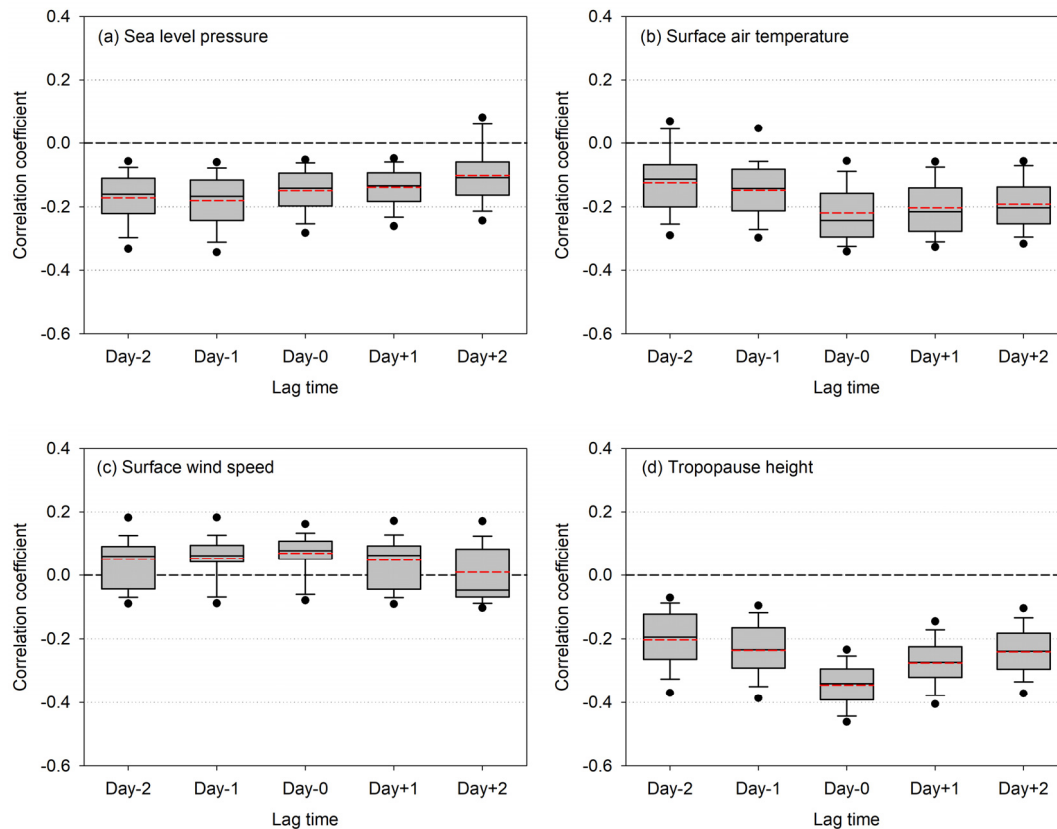 (a) Sea level pressure
0.4
0.2
0.0
-0.2
-0.4
-0.6
Correlation coefficient
Day-2 Day-1 Day-0 Day+1 Day+2
Lag time
(b) Surface air temperature
0.4
0.2
0.0
-0.2
-0.4
-0.6
Correlation coefficient
Day-2 Day-1 Day-0 Day+1 Day+2
Lag time
(c) Surface wind speed
0.4
0.2
0.0
-0.2
-0.4
-0.6
Correlation coefficient
Day-2 Day-1 Day-0 Day+1 Day+2
Lag time
(d) Tropopause height
0.4
0.2
0.0
-0.2
-0.4
-0.6
Correlation coefficient
Day-2 Day-1 Day-0 Day+1 Day+2
Lag time